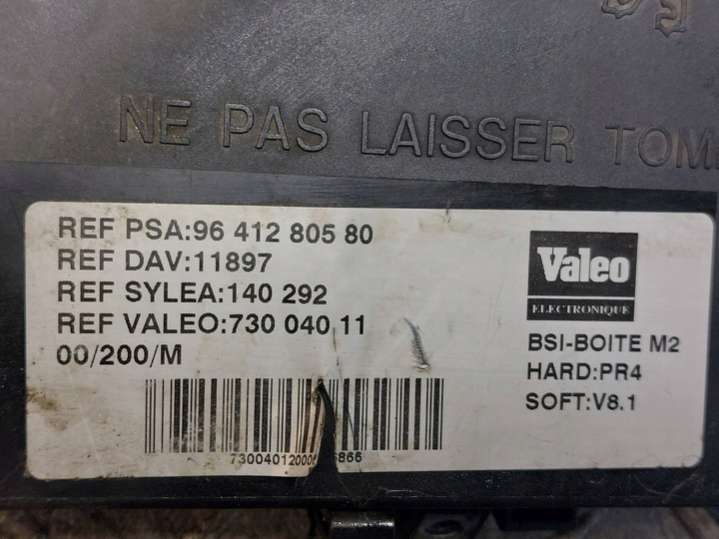 NE PAS LAISSER TOM
REF PSA:96 412 805 80
REF DAV:11897
REF SYLEA:140 292
REF VALEO:730 040 11
00/200/M
Valeo
ELECTRONIQUE
BSI-BOITE M2
HARD:PR4
SOFT:V8.1